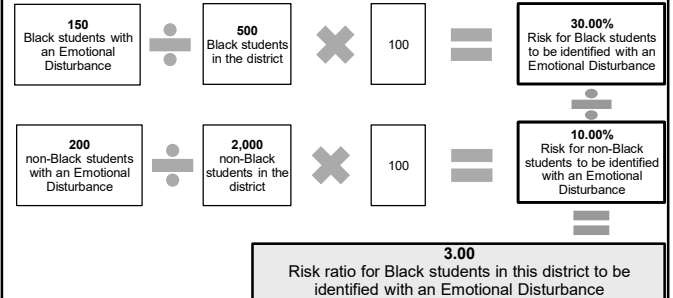 150
Black students with
an Emotional
Disturbance
500
Black students
in the district
100
30.00%
Risk for Black students
to be identified with an
Emotional Disturbance
200
non-Black students
with an Emotional
Disturbance
2,000
non-Black
students in the
district
100
10.00%
Risk for non-Black
students to be identified
with an Emotional
Disturbance
3.00
Risk ratio for Black students in this district to be
identified with an Emotional Disturbance